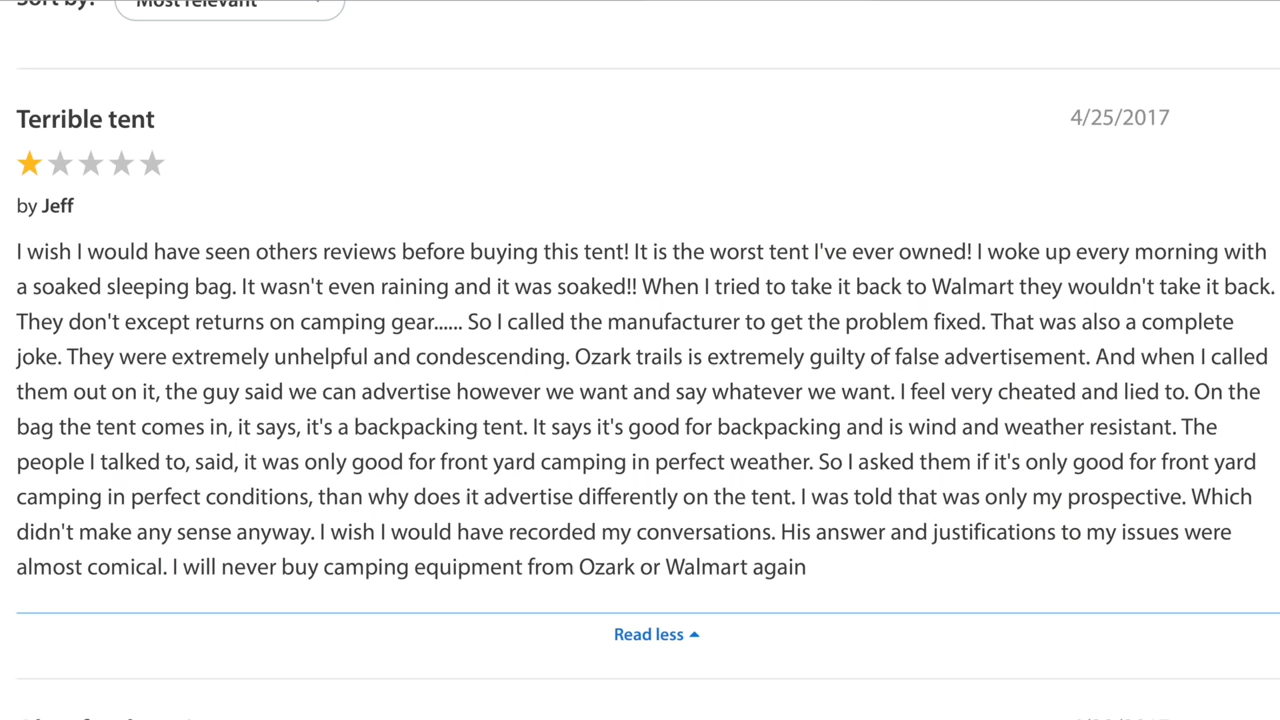 Sort by:
Most relevant
Terrible tent
4/25/2017
by Jeff
I wish I would have seen others reviews before buying this tent! It is the worst tent I've ever owned! I woke up every morning with
a soaked sleeping bag. It wasn't even raining and it was soaked!! When I tried to take it back to Walmart they wouldn't take it back.
They don't except returns on camping gear...... So I called the manufacturer to get the problem fixed. That was also a complete
joke. They were extremely unhelpful and condescending. Ozark trails is extremely guilty of false advertisement. And when I called
them out on it, the guy said we can advertise however we want and say whatever we want. I feel very cheated and lied to. On the
bag the tent comes in, it says, it's a backpacking tent. It says it's good for backpacking and is wind and weather resistant. The
people I talked to, said, it was only good for front yard camping in perfect weather. So I asked them if it's only good for front yard
camping in perfect conditions, than why does it advertise differently on the tent. I was told that was only my prospective. Which
didn't make any sense anyway. I wish I would have recorded my conversations. His answer and justifications to my issues were
almost comical. I will never buy camping equipment from Ozark or Walmart again
Read less